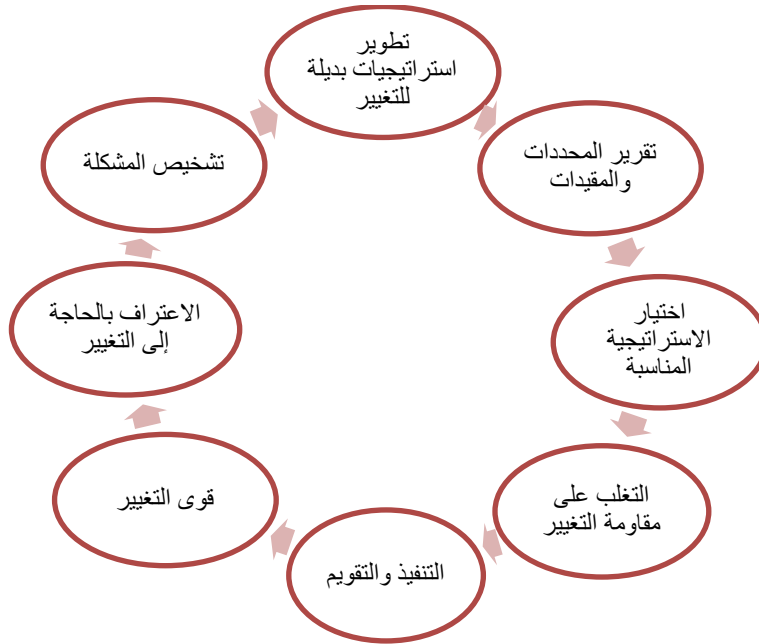 تطوير
استراتيجيات بديلة
للتغيير
تقرير المحددات
والمقيدات
اختيار
الاستراتيجية
المناسبة
التغلب على
مقاومة التغيير
التنفيذ والتقويم
قوى التغيير
الاعتراف بالحاجة
إلى التغيير
تشخيص المشكلة